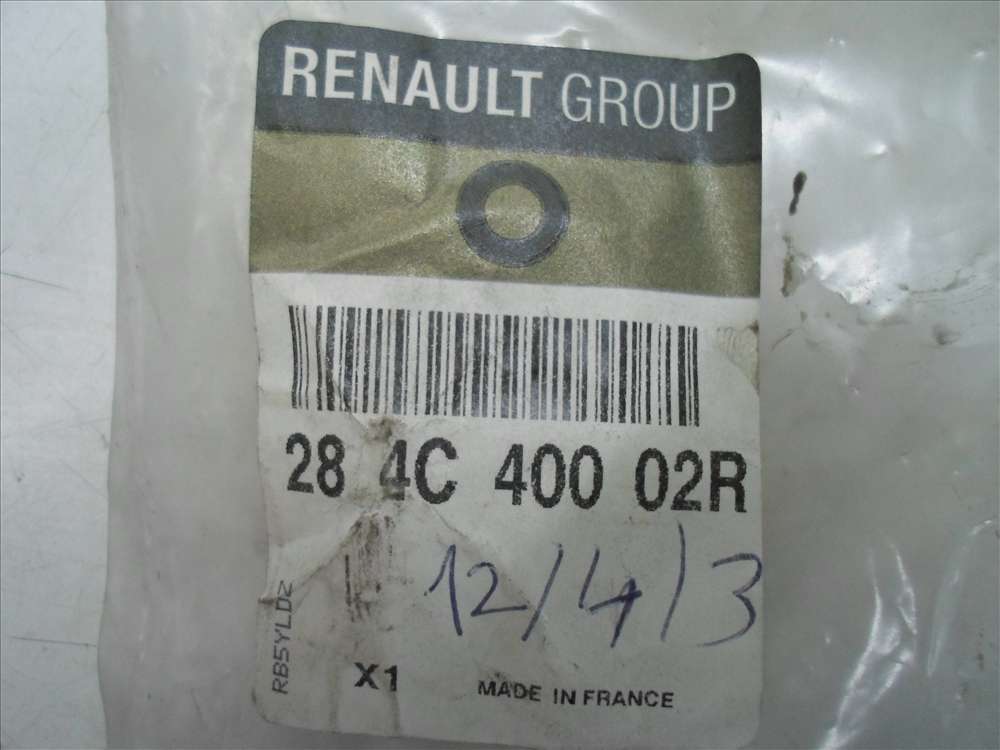 RENAULT GROUP
28 4C 400 02R
12/4/3
RB5YLDZ
X1 MADE IN FRANCE